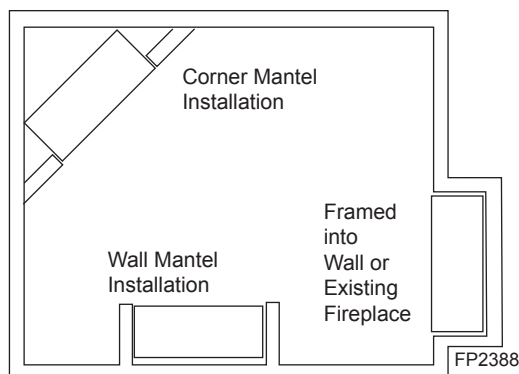 Corner Mantel
Installation
Wall Mantel
Installation
Framed
into
Wall or
Existing
Fireplace
FP2388